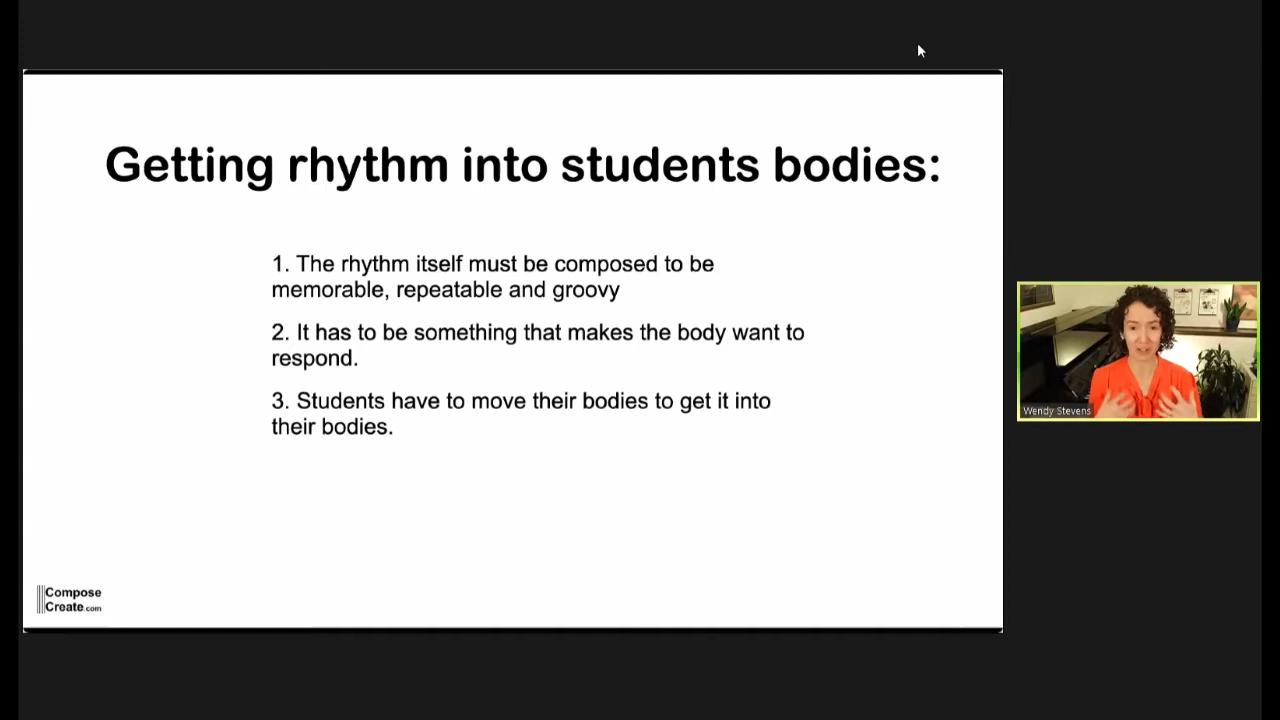 Getting rhythm into students bodies:
1. The rhythm itself must be composed to be
memorable, repeatable and groovy
2. It has to be something that makes the body want to
respond.
3. Students have to move their bodies to get it into
their bodies.
Compose
Create.com
Wendy Stevens